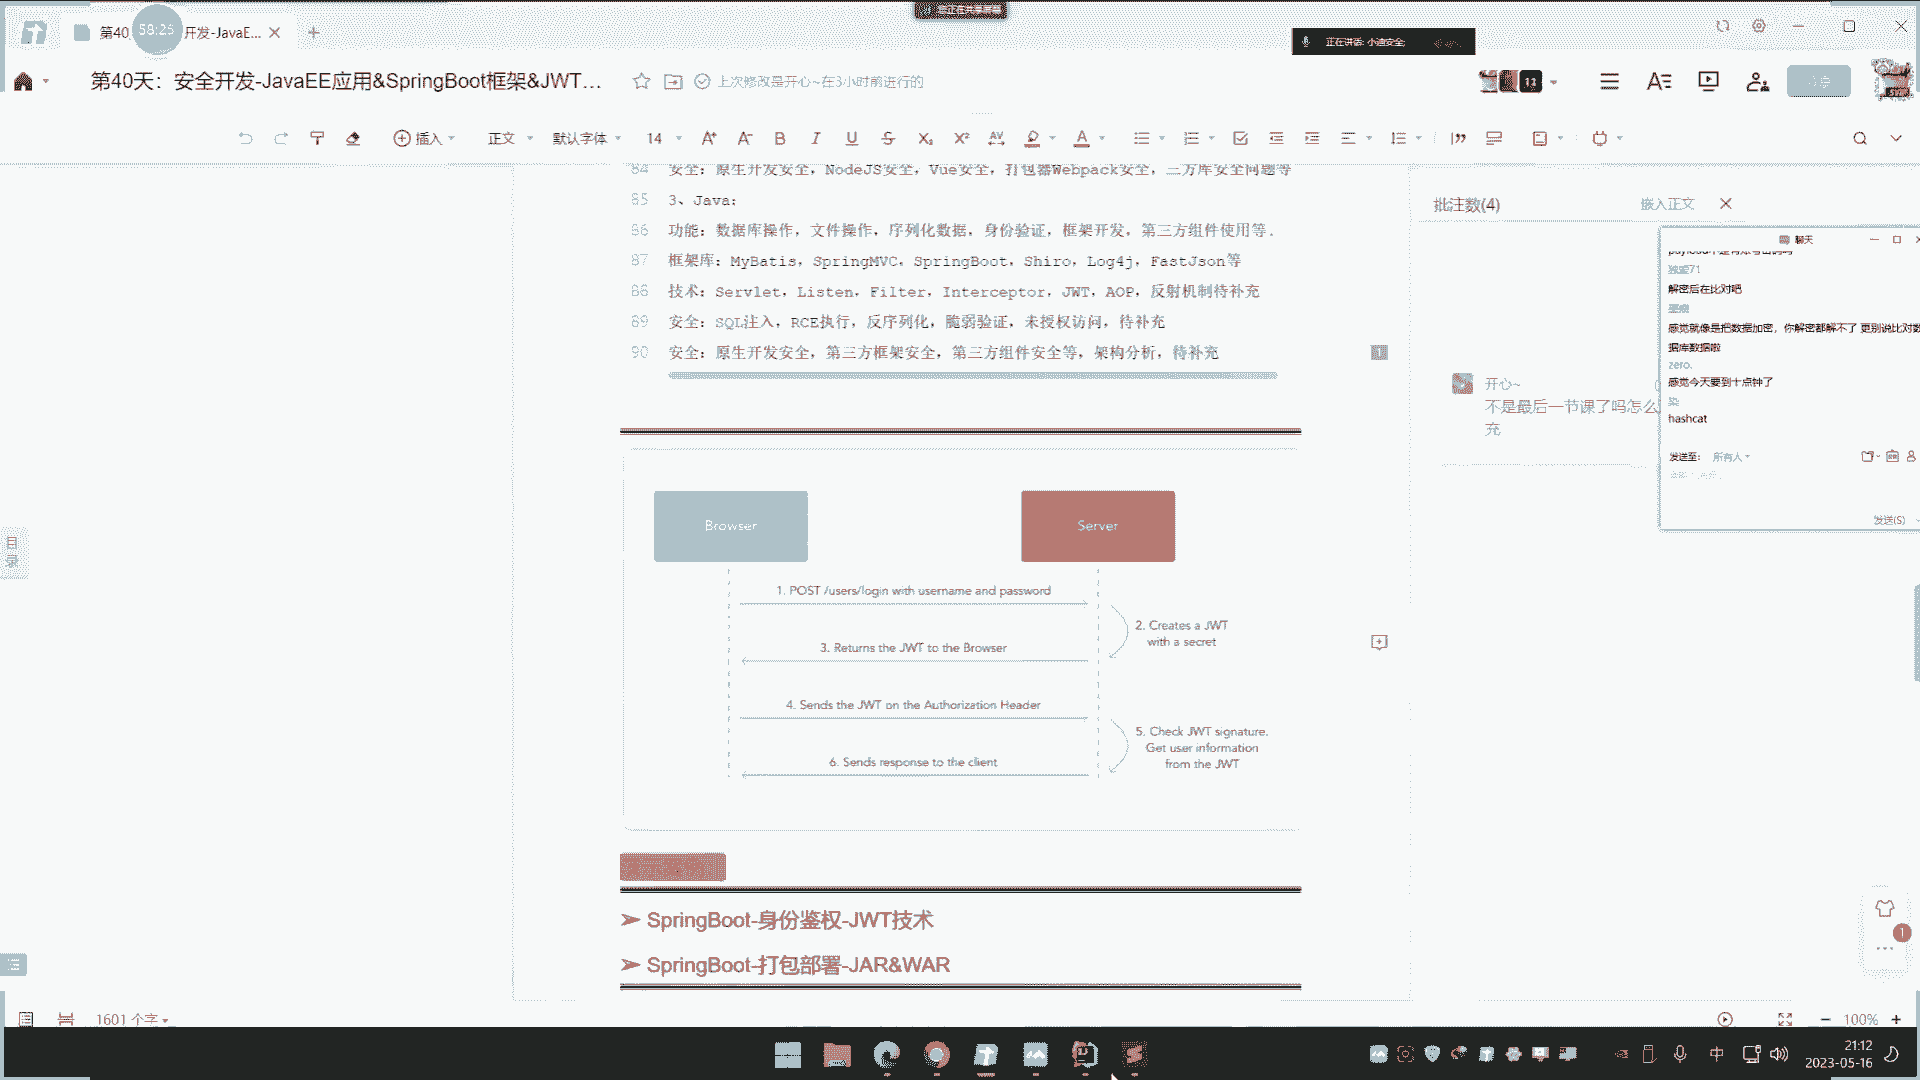 第40
58:25
开发-JavaE...
正在讲话: 小迪安全;
第40天：安全开发-JavaEE应用&SpringBoot框架&JWT...
上次修改是开心~在3小时前进行的
13
插入
正文
默认字体
14
84 安全：原生开发安全，NodeJS安全，Vue安全，打包器Webpack安全，三方库安全问题等
85 3、Java：
86 功能：数据库操作，文件操作，序列化数据，身份验证，框架开发，第三方组件使用等.
87 框架库：MyBatis，SpringMVC，SpringBoot，Shiro，Log4j，FastJson等
88 技术：Servlet，Listen，Filter，Interceptor，JWT，AOP，反射机制待补充
89 安全：SQL注入，RCE执行，反序列化，脆弱验证，未授权访问，待补充
90 安全：原生开发安全，第三方框架安全，第三方组件安全等，架构分析，待补充
批注数(4)
嵌入正文
开心~
不是最后一节课了吗怎么
充
聊天
解密后在比对吧
感觉就像是把数据加密，你解密都解不了 更别说比对数
据库数据啦
zero.
感觉今天要到十点钟了
hashcat
发送至: 所有人
发送(S)
目
录
Browser
Server
1. POST /users/login with username and password
2. Creates a JWT
with a secret
3. Returns the JWT to the Browser
4. Sends the JWT on the Authorization Header
5. Check JWT signature.
Get user information
from the JWT
6. Sends response to the client
➢ SpringBoot-身份鉴权-JWT技术
➢ SpringBoot-打包部署-JAR&WAR
1
1601 个字
100%
中
21:12
2023-05-16